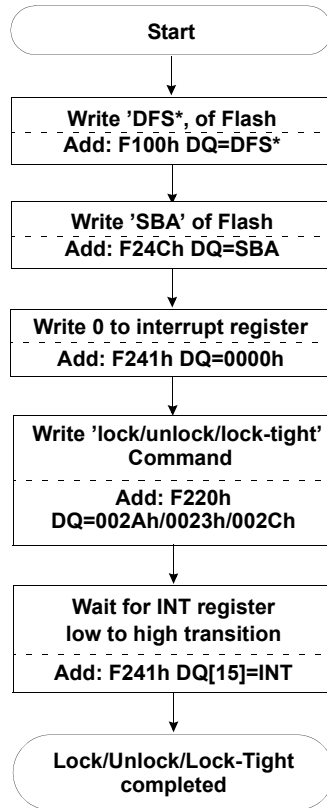 Start
Write 'DFS*, of Flash
Add: F100h DQ=DFS*
Write 'SBA' of Flash
Add: F24Ch DQ=SBA
Write 0 to interrupt register
Add: F241h DQ=0000h
Write 'lock/unlock/lock-tight'
Command
Add: F220h
DQ=002Ah/0023h/002Ch
Wait for INT register
low to high transition
Add: F241h DQ[15]=INT
Lock/Unlock/Lock-Tight
completed